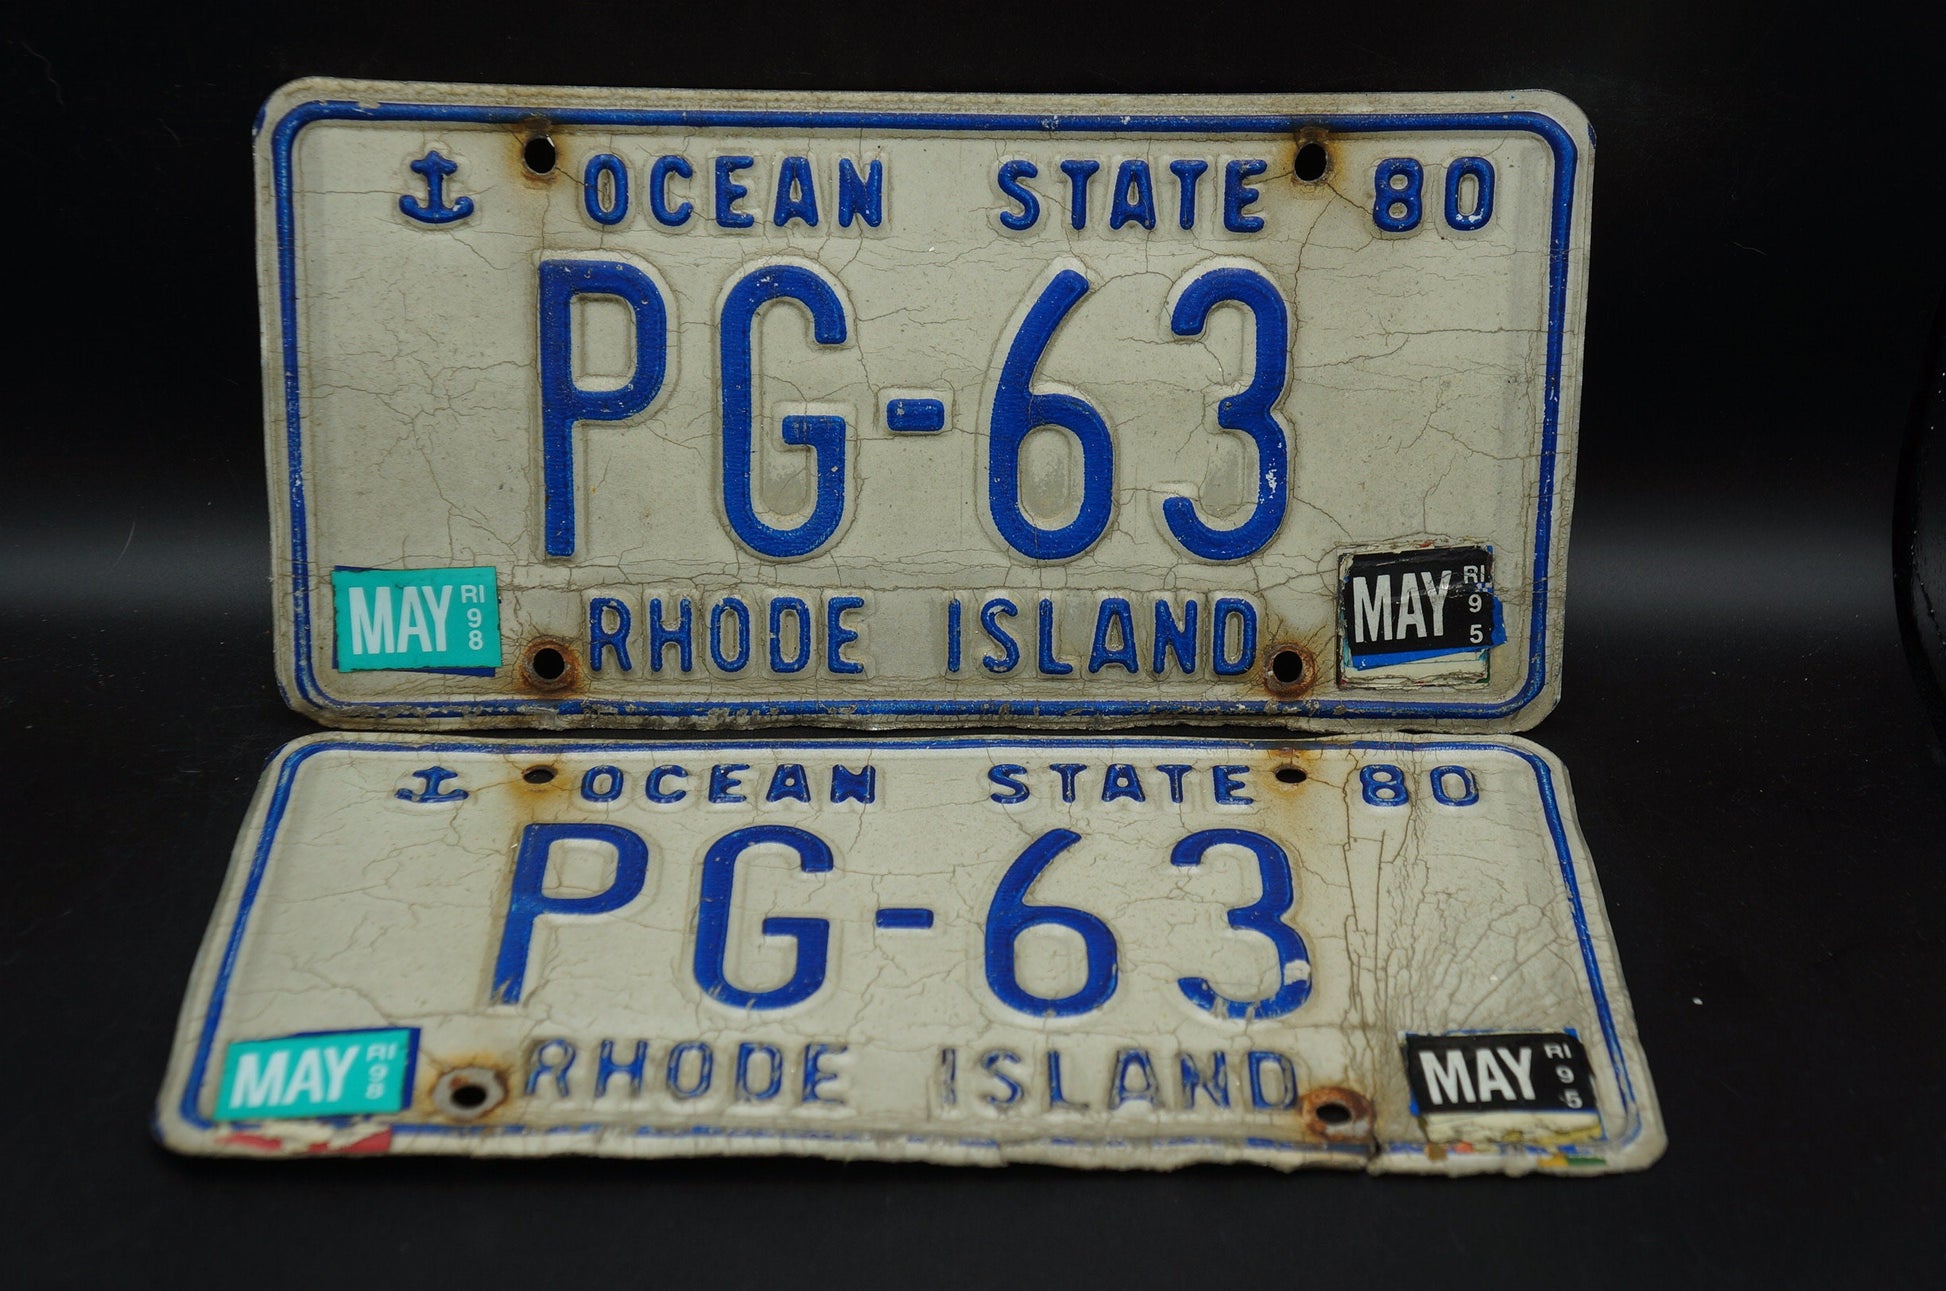 OCEAN STATE 80
PG-63
MAY RI 98
RHODE ISLAND
MAY RI 95
OCEAN STATE 80
PG-63
MAY RI 98
RHODE ISLAND
MAY RI 95